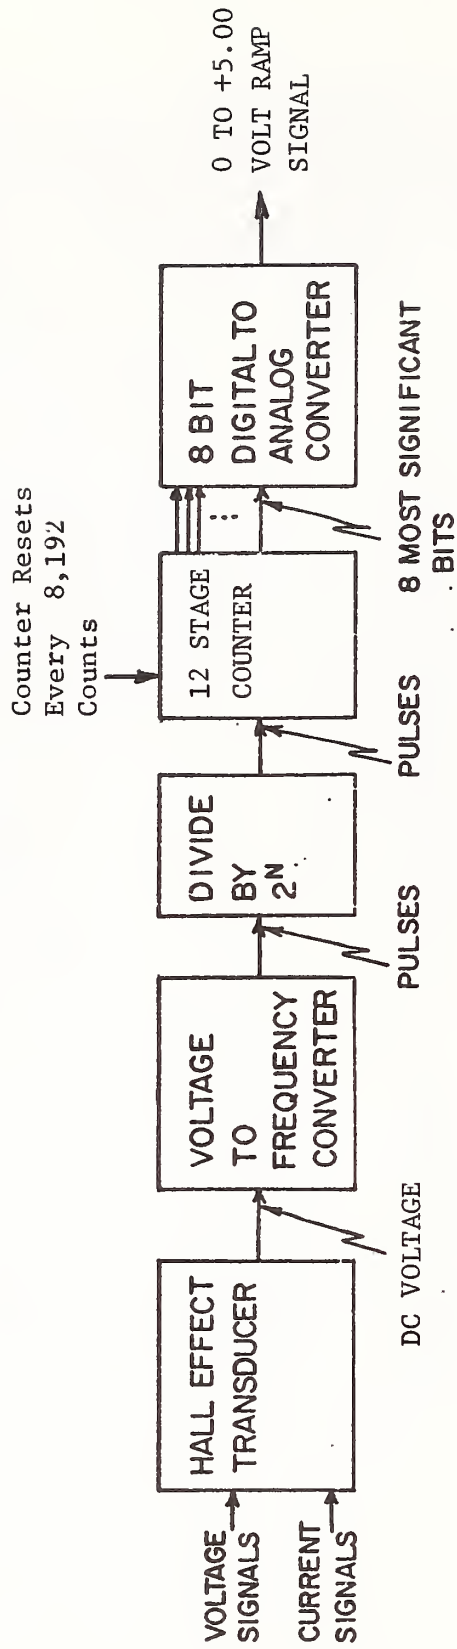 VOLTAGE
SIGNALS
CURRENT
SIGNALS
HALL EFFECT
TRANSDUCER
DC VOLTAGE
VOLTAGE
TO
FREQUENCY
CONVERTER
PULSES
DIVIDE
BY
2^N
PULSES
Counter Resets
Every 8,192
Counts
12 STAGE
COUNTER
8 MOST SIGNIFICANT
BITS
8 BIT
DIGITAL TO
ANALOG
CONVERTER
0 TO +5.00
VOLT RAMP
SIGNAL